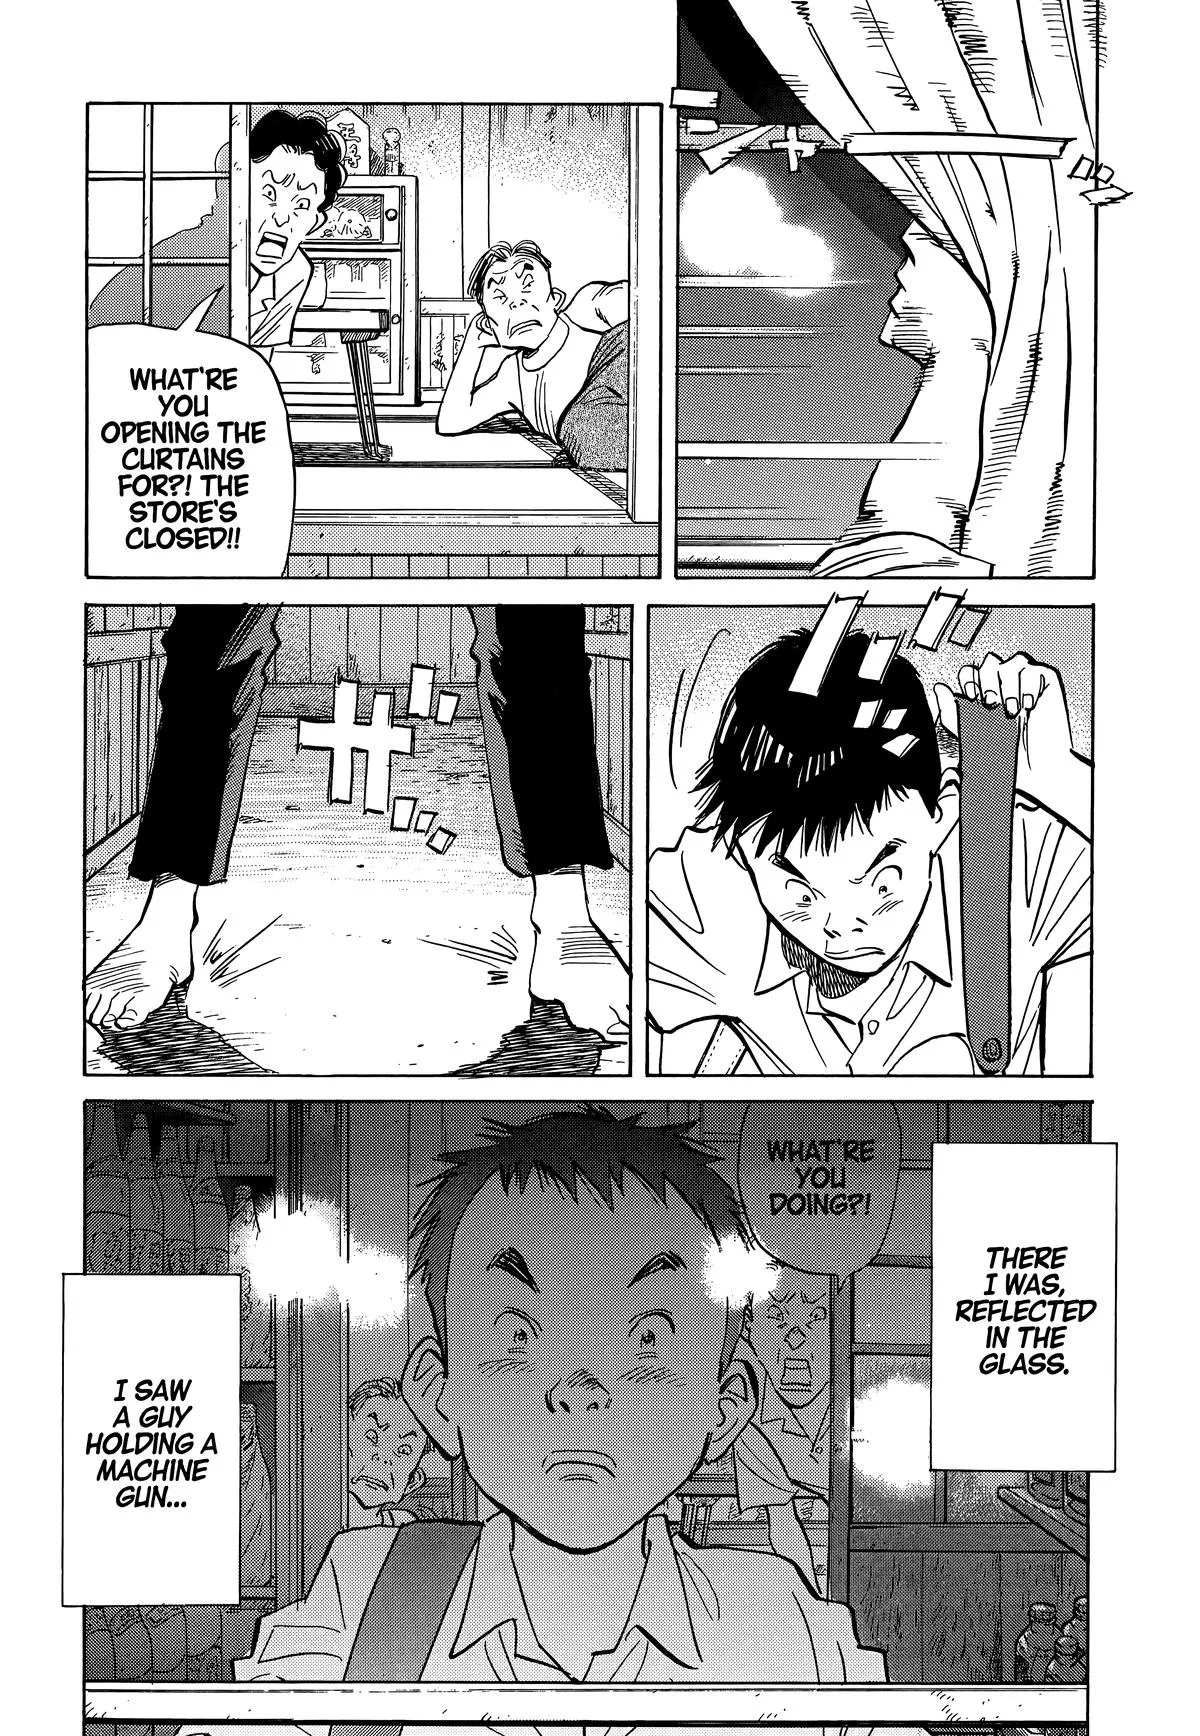 WHAT'RE
YOU
OPENING THE
CURTAINS
FOR?! THE
STORE'S
CLOSED!!
ザ
WHAT'RE
YOU
DOING?!
THERE
I WAS,
REFLECTED
IN THE
GLASS.
I SAW
A GUY
HOLDING A
MACHINE
GUN...